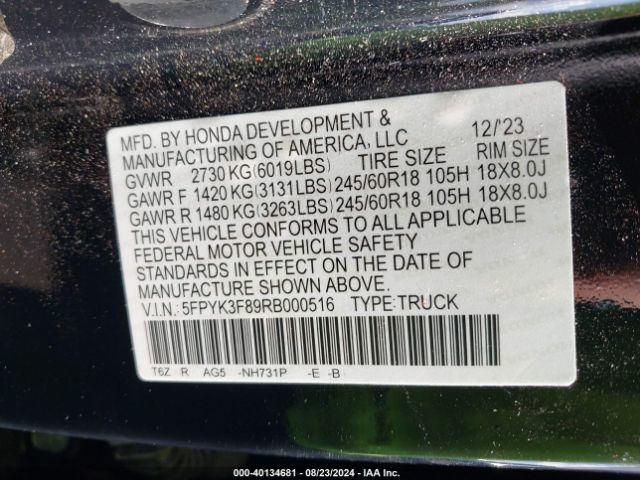 MFD. BY HONDA DEVELOPMENT &
MANUFACTURING OF AMERICA, LLC 12/'23
GVWR 2730 KG(6019LBS) TIRE SIZE RIM SIZE
GAWR F 1420 KG(3131LBS) 245/60R18 105H 18X8.0J
GAWR R 1480 KG(3263LBS) 245/60R18 105H 18X8.0J
THIS VEHICLE CONFORMS TO ALL APPLICABLE
FEDERAL MOTOR VEHICLE SAFETY
STANDARDS IN EFFECT ON THE DATE OF
MANUFACTURE SHOWN ABOVE.
V.I.N.: 5FPYK3F89RB000516 TYPE:TRUCK
T6Z R AG5 -NH731P -E -B
000-40134681 - 08/23/2024 - IAA Inc.